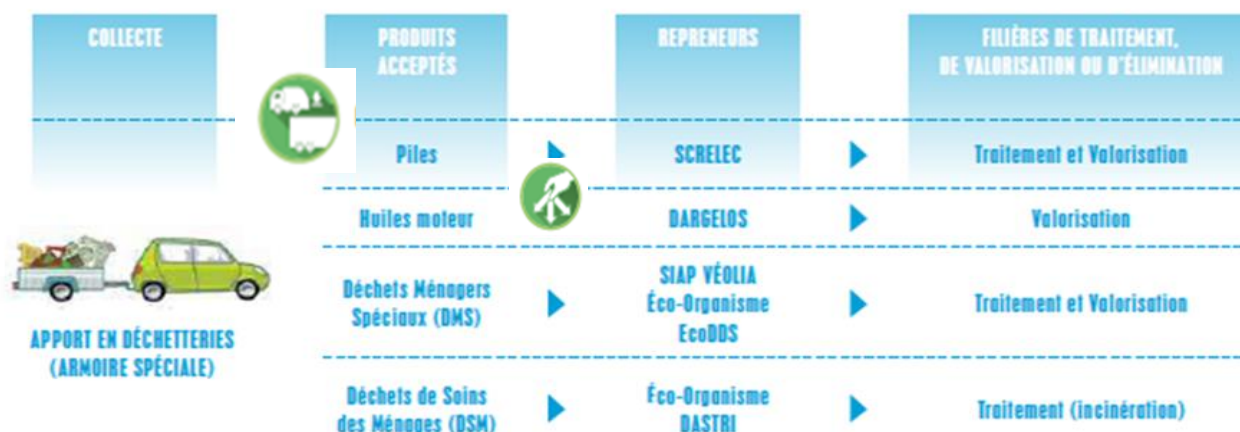 COLLECTE
PRODUITS
ACCEPTÉS
REPRENEURS
FILIÈRES DE TRAITEMENT,
DE VALORISATION OU D'ÉLIMINATION
Piles
SCRELEC
Traitement et Valorisation
Huiles moteur
DARGELOS
Valorisation
APPORT EN DÉCHETTERIES
(ARMOIRE SPÉCIALE)
Déchets Ménagers
Spéciaux (DMS)
SIAP VÉOLIA
Éco-Organisme
EcoDDS
Traitement et Valorisation
Déchets de Soins
des Ménages (DSM)
Éco-Organisme
DASTRI
Traitement (incinération)